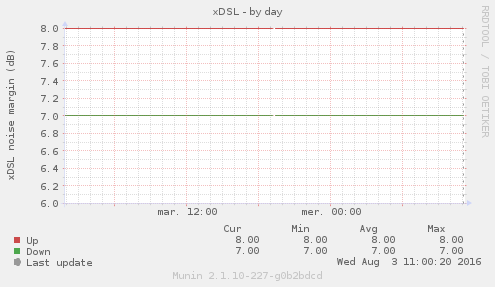 xDSL - by day
RRDTOOL / TOBI OETIKER
xDSL noise margin (dB)
8.0
7.8
7.6
7.4
7.2
7.0
6.8
6.6
6.4
6.2
6.0
mar. 12:00 mer. 00:00
Cur Min Avg Max
Up 8.00 8.00 8.00 8.00
Down 7.00 7.00 7.00 7.00
Last update Wed Aug 3 11:00:20 2016
Munin 2.1.10-227-g0b2bdcd